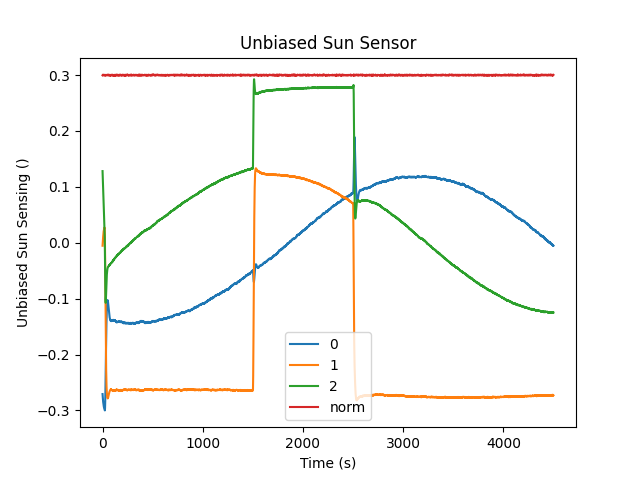 Unbiased Sun Sensor
Unbiased Sun Sensing ()
0.3
0.2
0.1
0.0
−0.1
−0.2
−0.3
0
1
2
norm
0 1000 2000 3000 4000
Time (s)